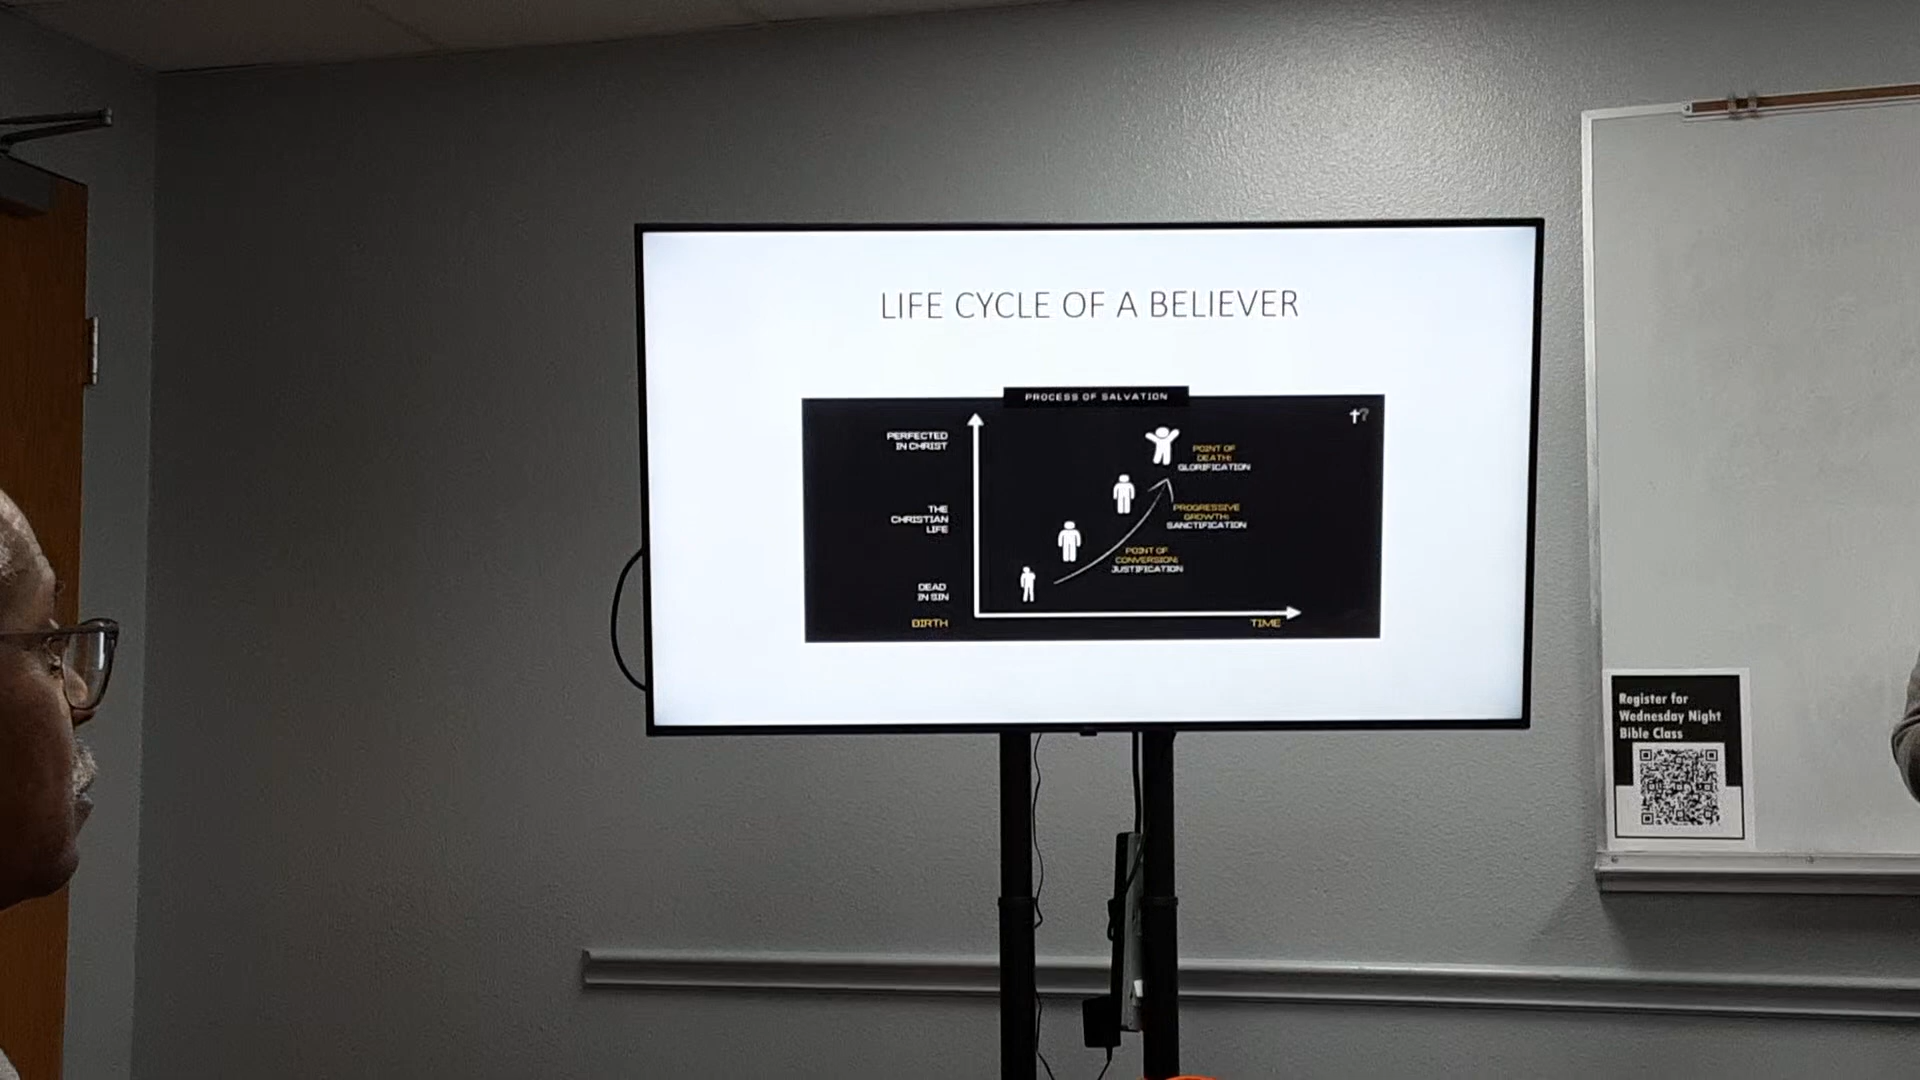 LIFE CYCLE OF A BELIEVER
PROCESS OF SALVATION
PERFECTED
IN CHRIST
THE
CHRISTIAN
LIFE
DEAD
IN SIN
BIRTH
POINT OF
DEATH:
GLORIFICATION
PROGRESSIVE
GROWTH:
SANCTIFICATION
POINT OF
CONVERSION:
JUSTIFICATION
TIME
Register for
Wednesday Night
Bible Class